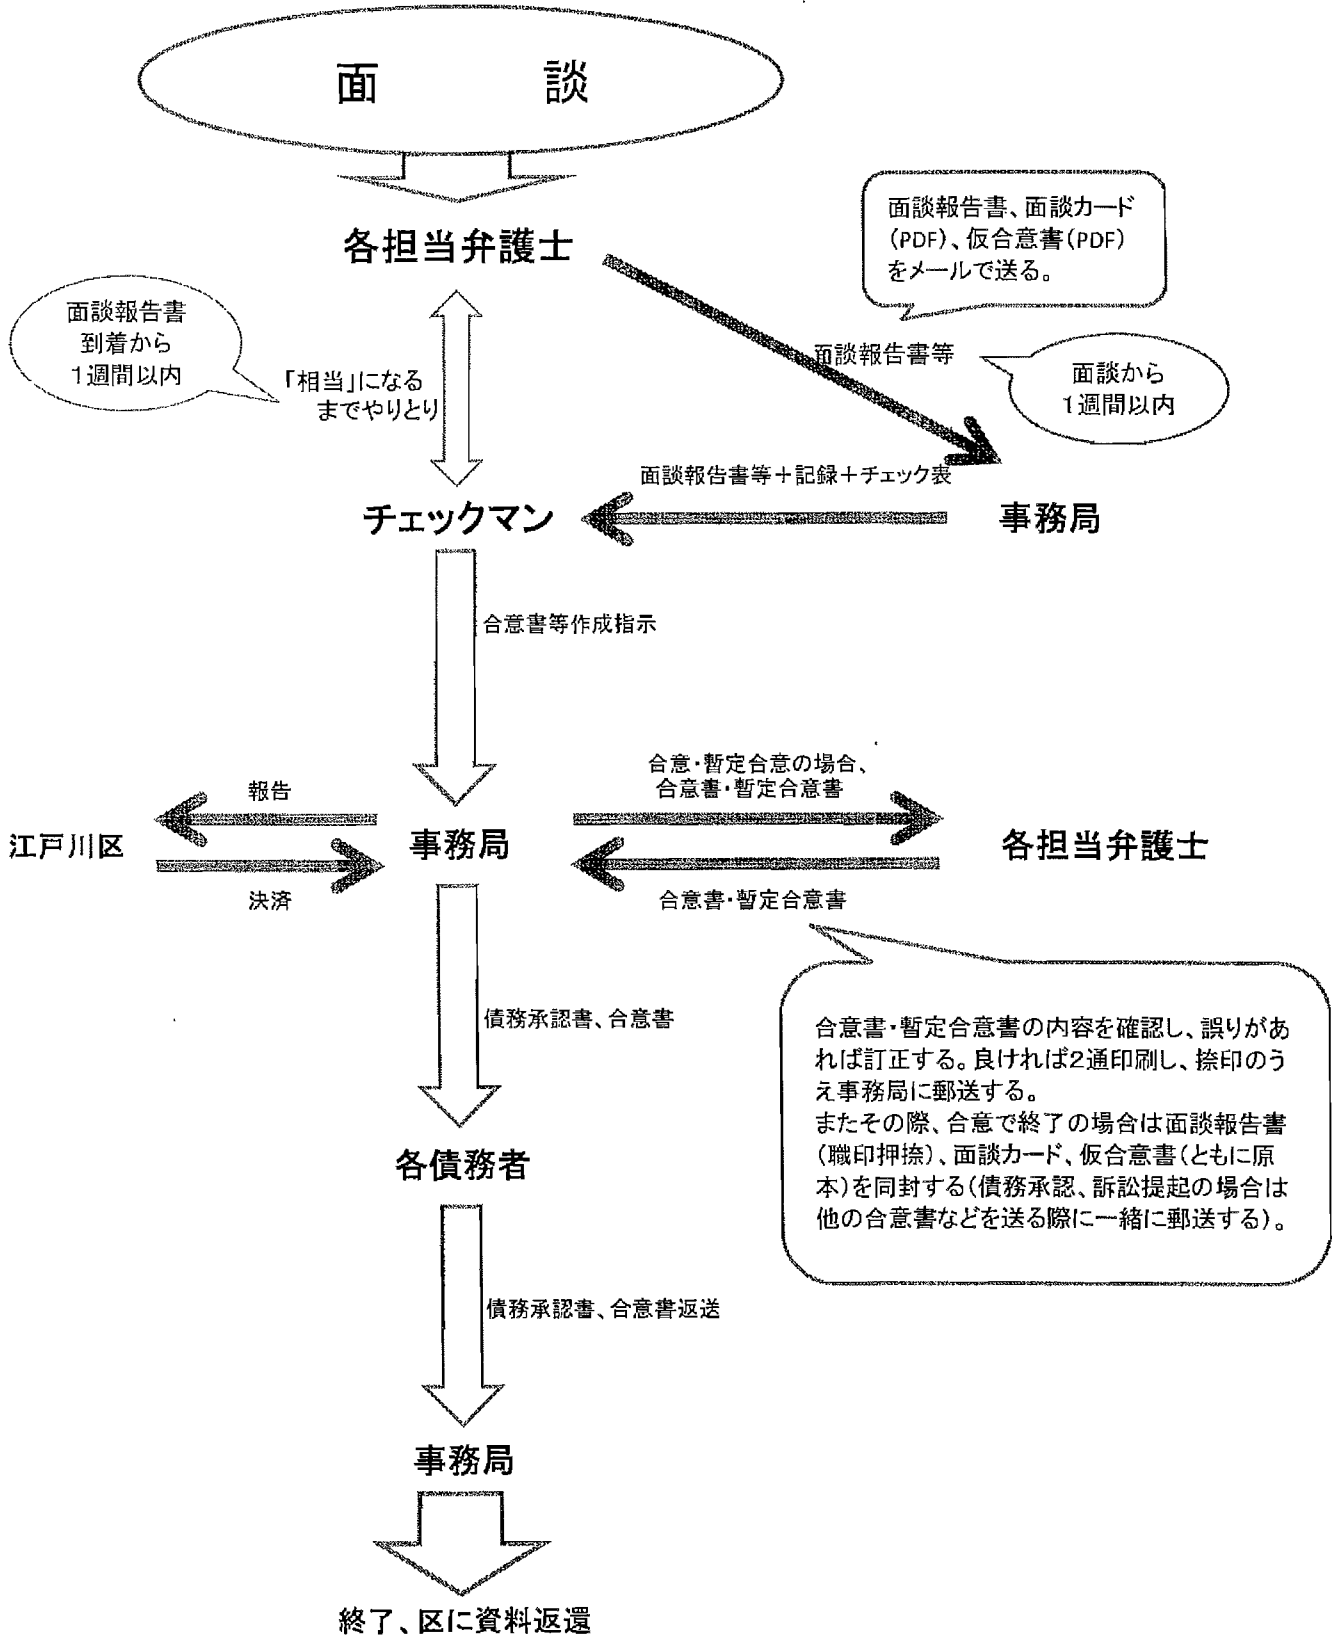 面　談
各担当弁護士
面談報告書、面談カード
(PDF)、仮合意書(PDF)
をメールで送る。
面談報告書
到着から
1週間以内
「相当」になる
までやりとり
面談報告書等
面談から
1週間以内
面談報告書等＋記録＋チェック表
チェックマン
事務局
合意書等作成指示
報告
合意・暫定合意の場合、
合意書・暫定合意書
江戸川区
事務局
各担当弁護士
決済
合意書・暫定合意書
債務承認書、合意書
合意書・暫定合意書の内容を確認し、誤りがあ
れば訂正する。良ければ2通印刷し、捺印のう
え事務局に郵送する。
またその際、合意で終了の場合は面談報告書
(職印押捺)、面談カード、仮合意書(ともに原
本)を同封する(債務承認、訴訟提起の場合は
他の合意書などを送る際に一緒に郵送する)。
各債務者
債務承認書、合意書返送
事務局
終了、区に資料返還